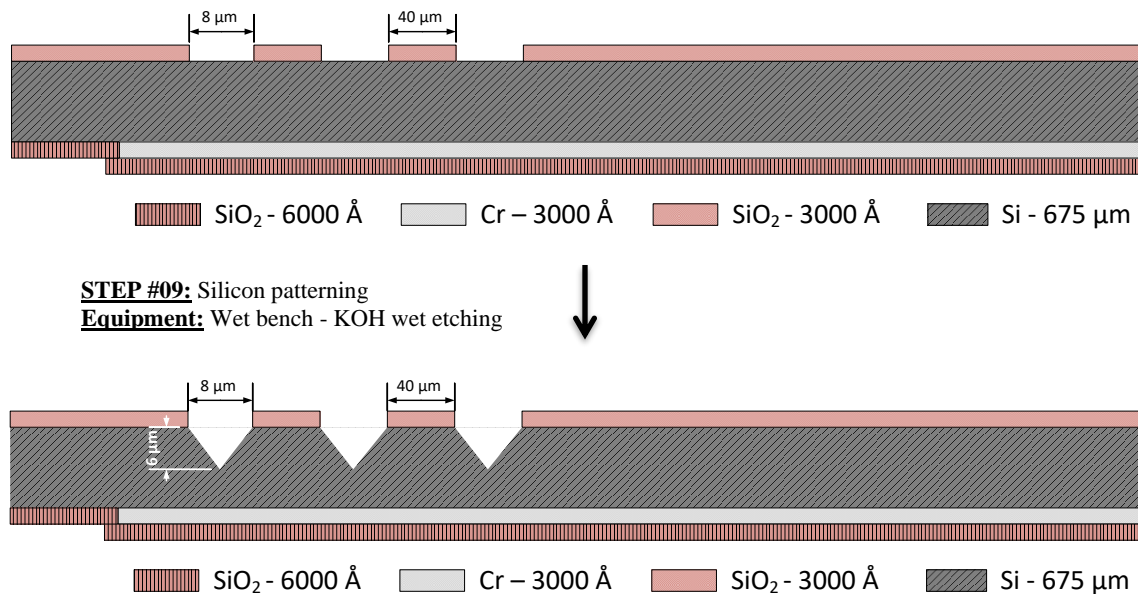 8 µm
40 µm
SiO₂ - 6000 Å
Cr – 3000 Å
SiO₂ - 3000 Å
Si - 675 µm
STEP #09: Silicon patterning
Equipment: Wet bench - KOH wet etching
8 µm
40 µm
6 µm
SiO₂ - 6000 Å
Cr – 3000 Å
SiO₂ - 3000 Å
Si - 675 µm